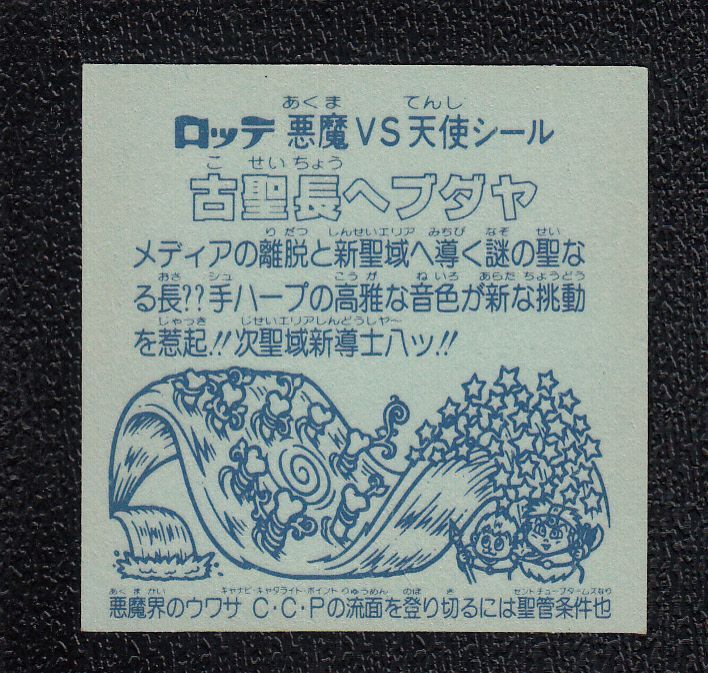 あくま てんし
ロッテ 悪魔VS天使シール
こ せいちょう
古聖長ヘブダヤ
りだつ しんせいエリア みちび なぞ せい
メディアの離脱と新聖域へ導く謎の聖な
おさ シュ こうが ねいろ あらた ちょうどう
る長??手ハープの高雅な音色が新な挑動
じゃっき じせいエリアしんどうしヤ〜
を惹起!!次聖域新導士八ッ!!
あくまかい キャナビ・キャタライト・ポイント りゅうめん のぼ き セントチューブタームズなり
悪魔界のウワサ C・C・Pの流面を登り切るには聖管条件也